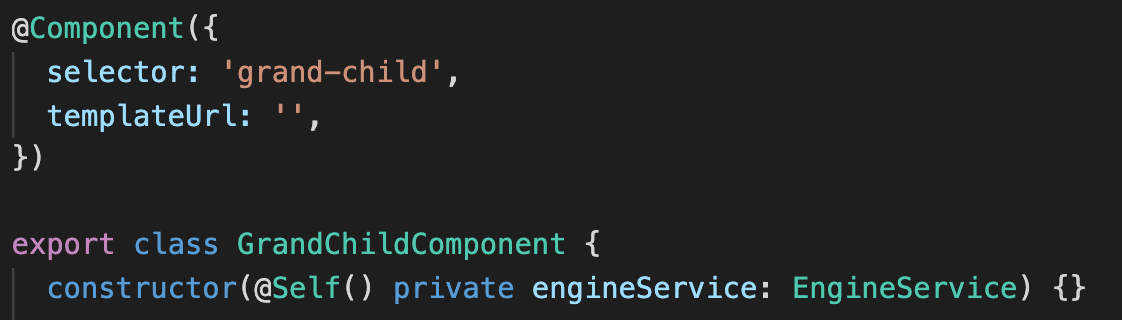 @Component({
selector: 'grand-child',
templateUrl: '',
})
export class GrandChildComponent {
constructor(@Self() private engineService: EngineService) {}